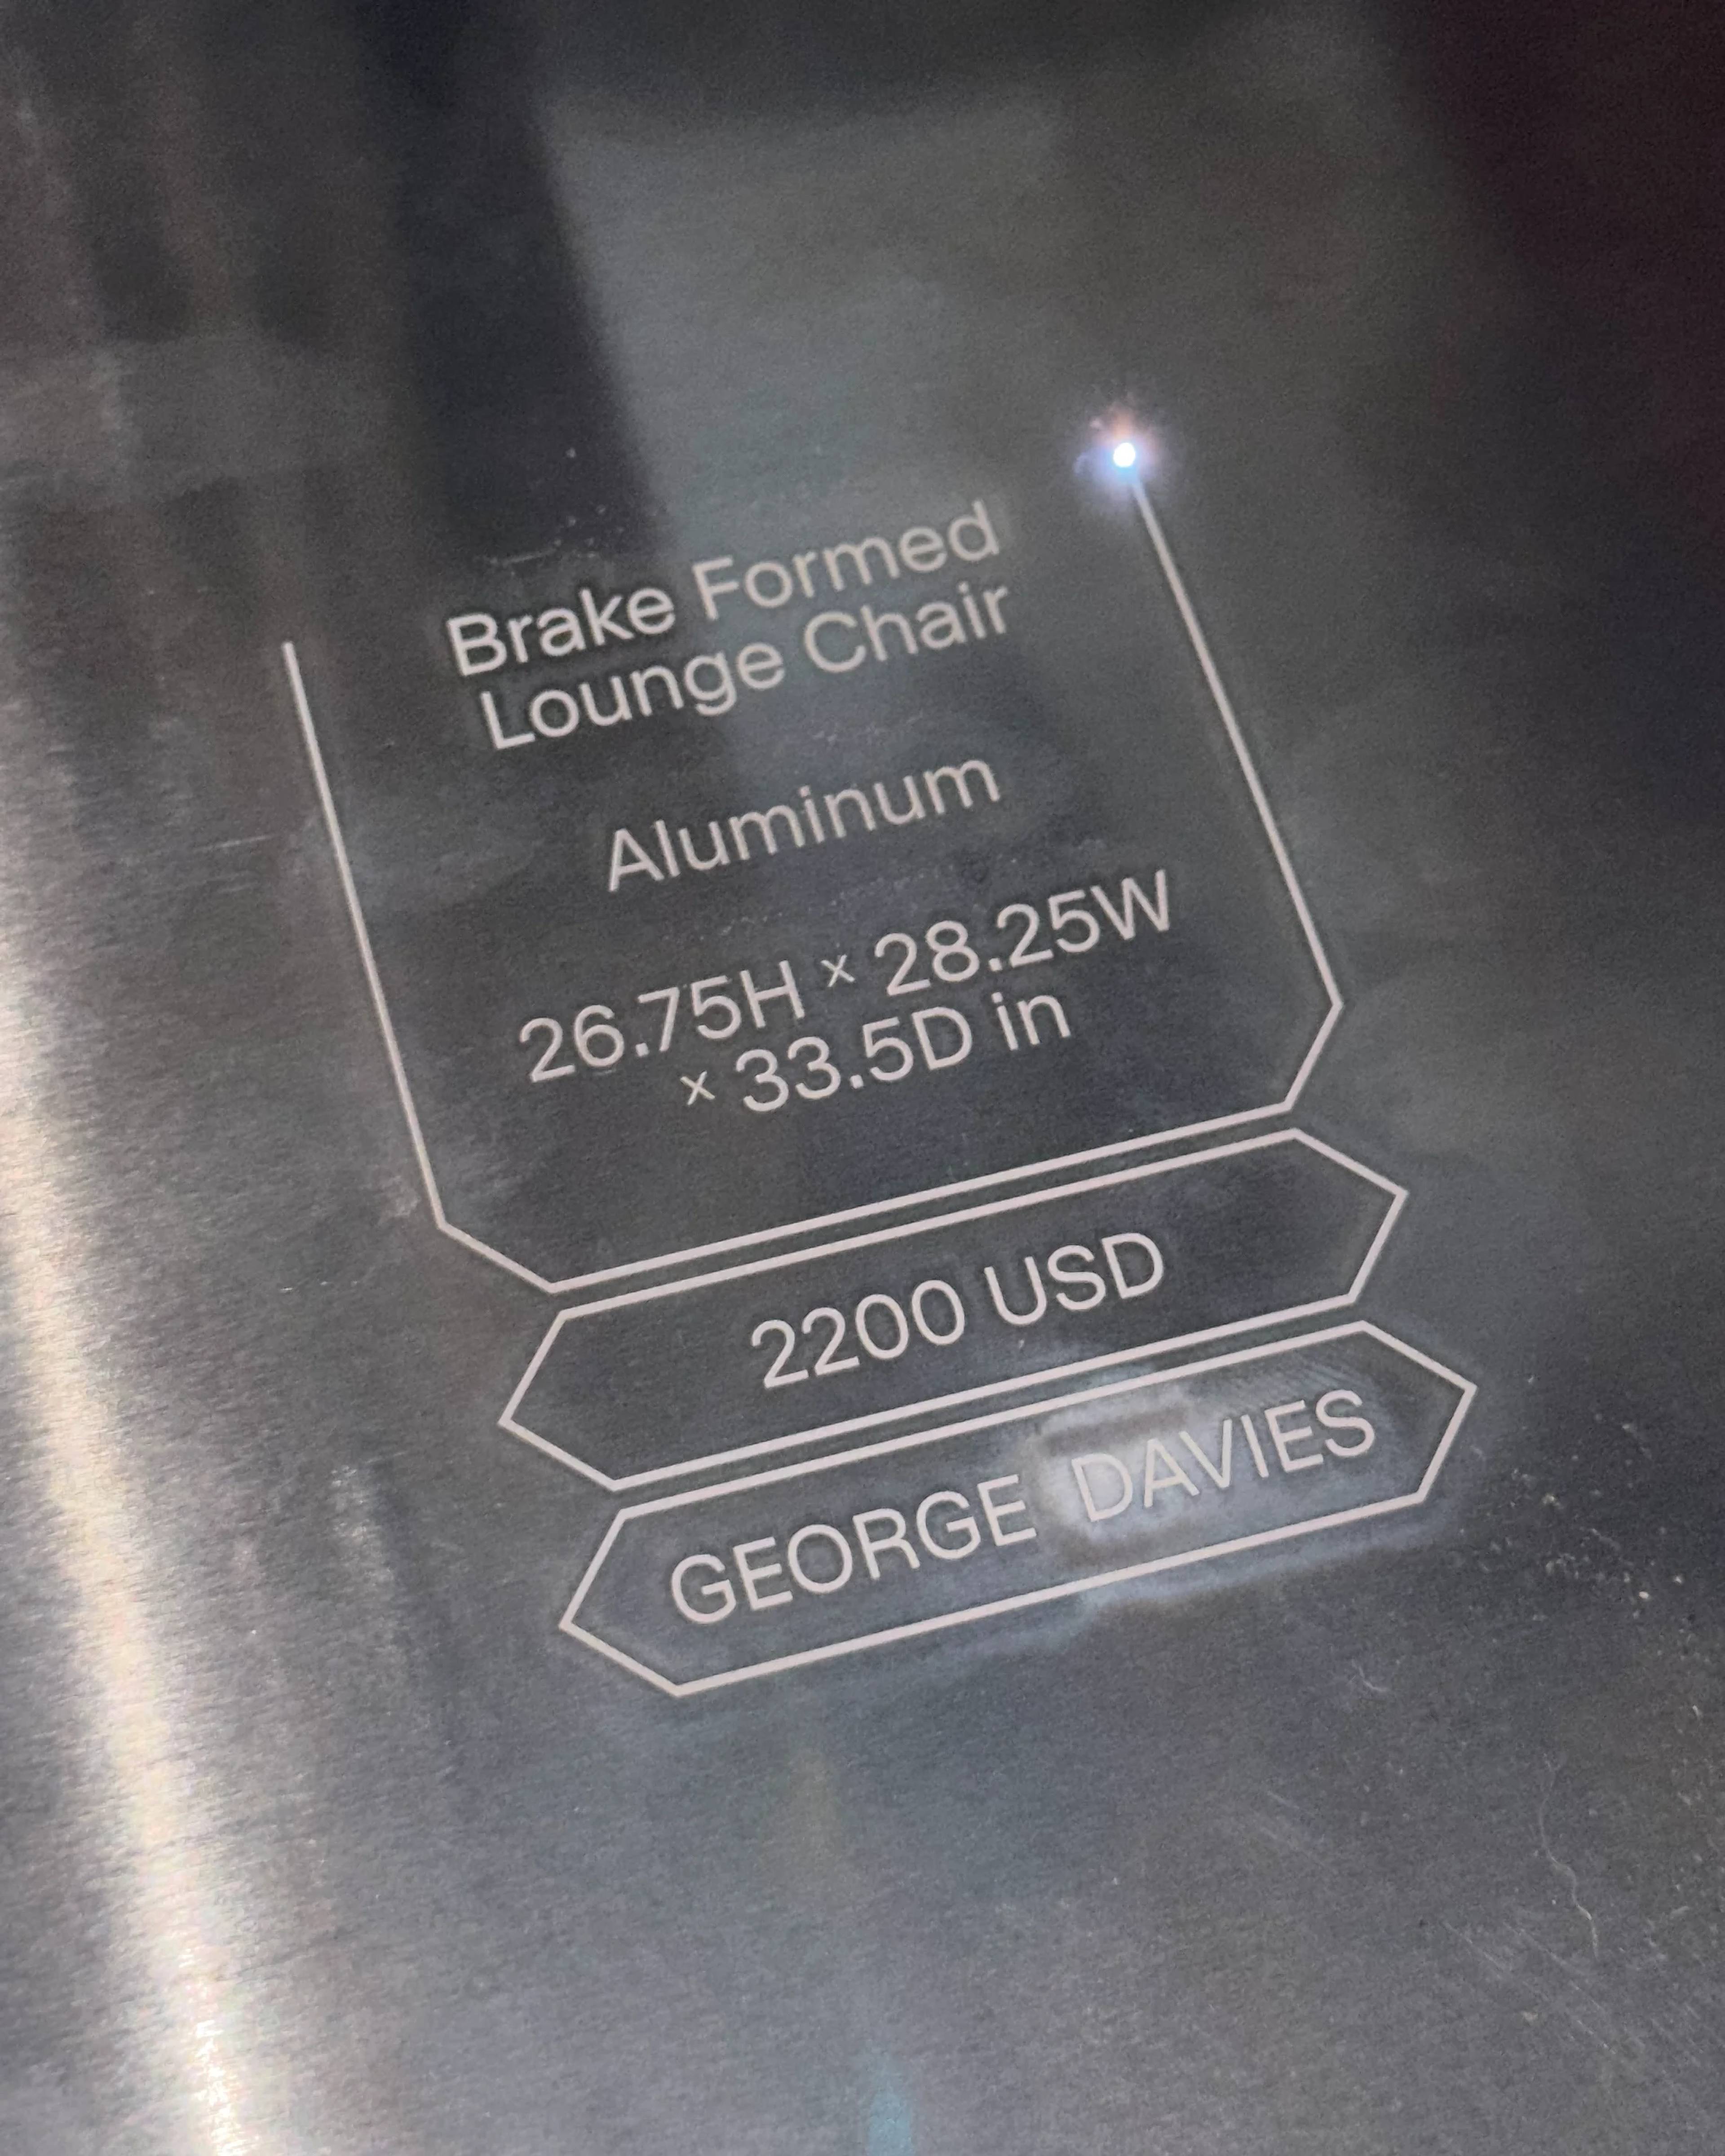 Brake Formed
Lounge Chair
Aluminum
26.75H × 28.25W
× 33.5D in
2200 USD
GEORGE DAVIES